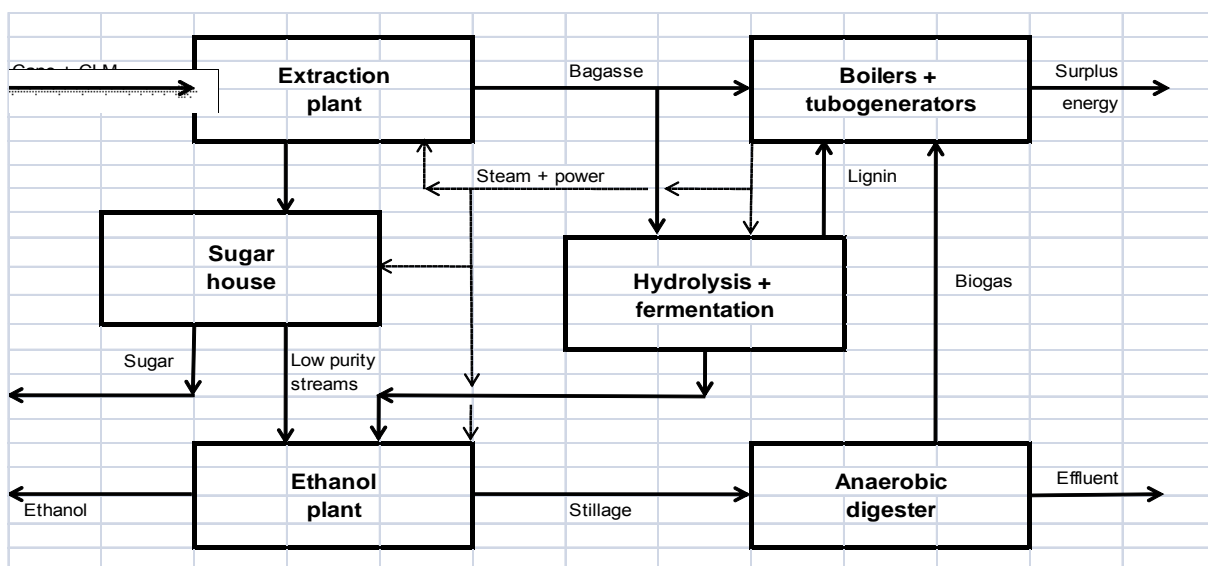 Extraction
plant
Bagasse
Boilers +
tubogenerators
Surplus
energy
Steam + power
Lignin
Sugar
house
Hydrolysis +
fermentation
Biogas
Sugar
Low purity
streams
Ethanol
plant
Anaerobic
digester
Effluent
Ethanol
Stillage